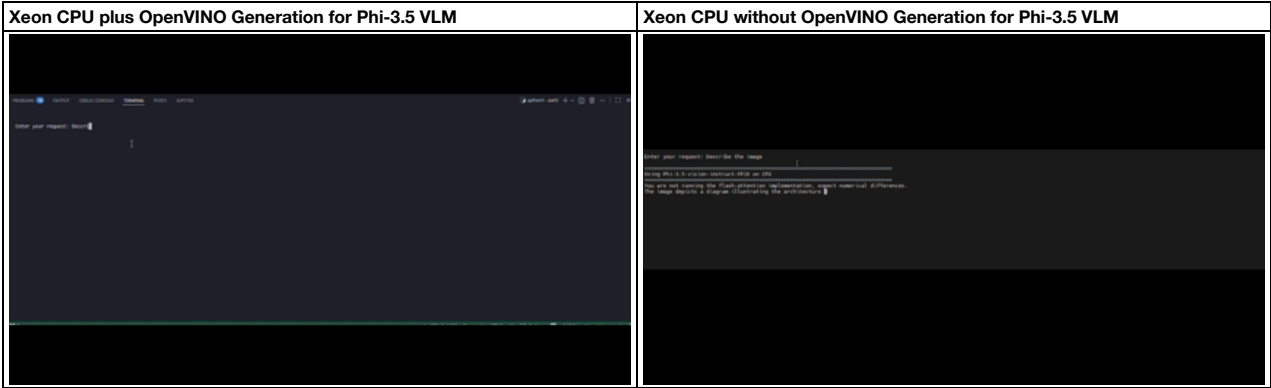 Xeon CPU plus OpenVINO Generation for Phi-3.5 VLM
Xeon CPU without OpenVINO Generation for Phi-3.5 VLM
PROBLEMS OUTPUT DEBUG CONSOLE TERMINAL PORTS JUPYTER
Enter your request: Descri
Enter your request: Describe the image
Using Phi-3.5-vision-instruct-FP16 on CPU
You are not running the flash-attention implementation, expect numerical differences.
The image depicts a diagram illustrating the architecture